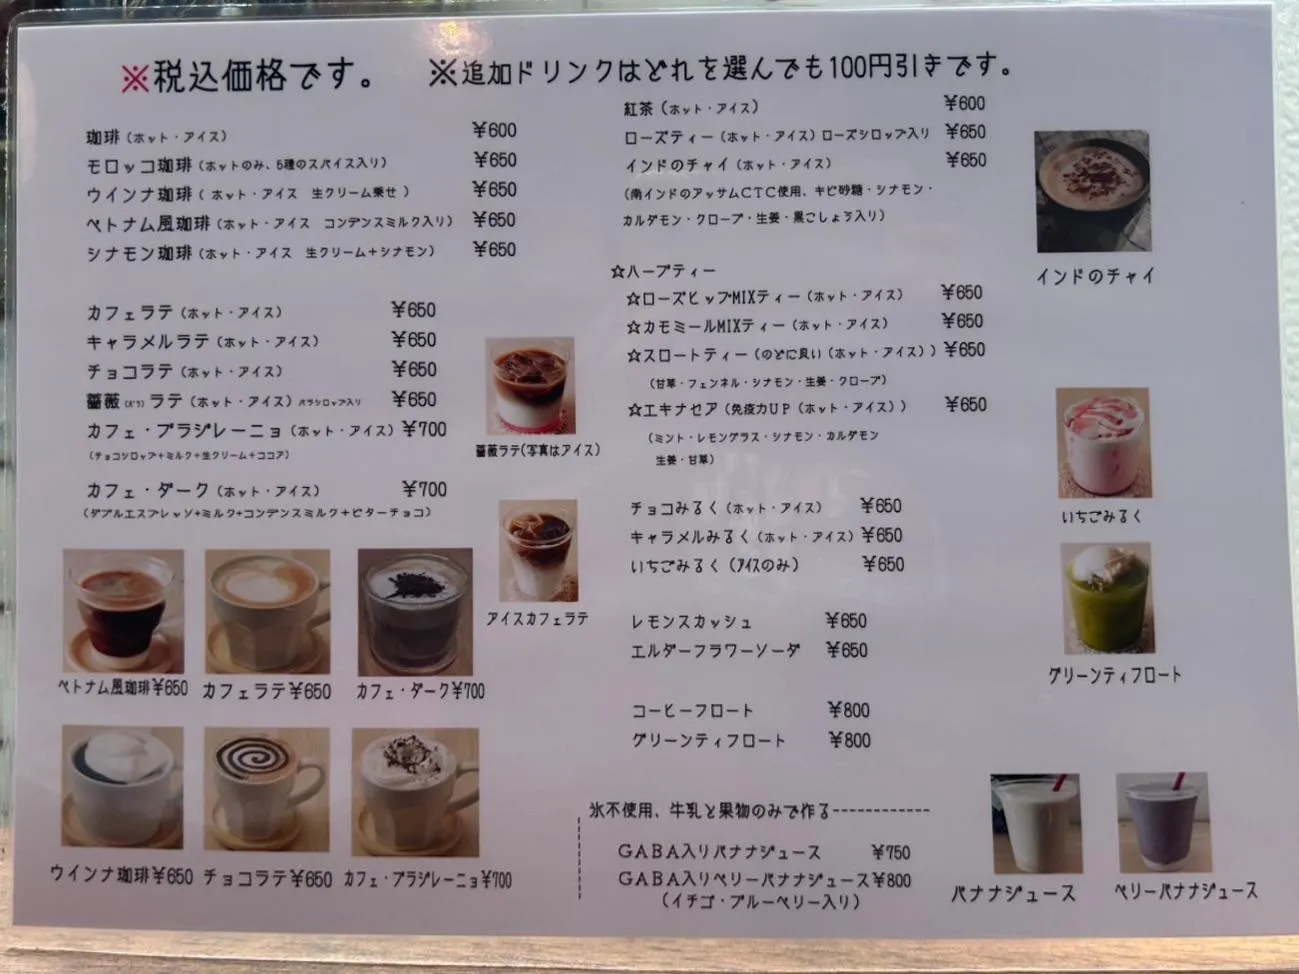 ※税込価格です。 ※追加ドリンクはどれを選んでも100円引きです。
珈琲(ホット・アイス) ¥600
モロッコ珈琲(ホットのみ、5種のスパイス入り) ¥650
ウインナ珈琲( ホット・アイス 生クリーム乗せ ) ¥650
ベトナム風珈琲(ホット・アイス コンデンスミルク入り) ¥650
シナモン珈琲(ホット・アイス 生クリーム+シナモン) ¥650
カフェラテ(ホット・アイス) ¥650
キャラメルラテ(ホット・アイス) ¥650
チョコラテ(ホット・アイス) ¥650
薔薇(バラ)ラテ(ホット・アイス)バラシロップ入り ¥650
カフェ・ブラジレーニョ(ホット・アイス) ¥700
(チョコシロップ+ミルク+生クリーム+ココア)
カフェ・ダーク(ホット・アイス) ¥700
(ダブルエスプレッソ+ミルク+コンデンスミルク+ビターチョコ)
薔薇ラテ(写真はアイス)
アイスカフェラテ
ベトナム風珈琲¥650 カフェラテ¥650 カフェ・ダーク¥700
ウインナ珈琲¥650 チョコラテ¥650 カフェ・ブラジレーニョ¥700
紅茶(ホット・アイス) ¥600
ローズティー(ホット・アイス)ローズシロップ入り ¥650
インドのチャイ(ホット・アイス) ¥650
(南インドのアッサムCTC使用、キビ砂糖・シナモン・
カルダモン・クローブ・生姜・黒こしょう入り)
☆ハーブティー
☆ローズヒップMIXティー(ホット・アイス) ¥650
☆カモミールMIXティー(ホット・アイス) ¥650
☆スロートティー(のどに良い(ホット・アイス)) ¥650
(甘草・フェンネル・シナモン・生姜・クローブ)
☆エキナセア(免疫力UP(ホット・アイス)) ¥650
(ミント・レモングラス・シナモン・カルダモン
生姜・甘草)
チョコみるく(ホット・アイス) ¥650
キャラメルみるく(ホット・アイス) ¥650
いちごみるく(アイスのみ) ¥650
レモンスカッシュ ¥650
エルダーフラワーソーダ ¥650
コーヒーフロート ¥800
グリーンティフロート ¥800
氷不使用、牛乳と果物のみで作る------------
GABA入りバナナジュース ¥750
GABA入りベリーバナナジュース¥800
(イチゴ・ブルーベリー入り)
インドのチャイ
いちごみるく
グリーンティフロート
バナナジュース ベリーバナナジュース